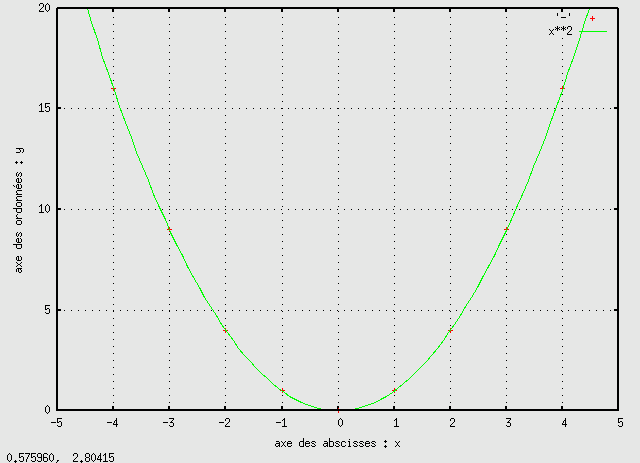 20
15
10
5
0
'-'
x**2
axe des ordonnées : y
-5 -4 -3 -2 -1 0 1 2 3 4 5
axe des abscisses : x
0.575960, 2.80415